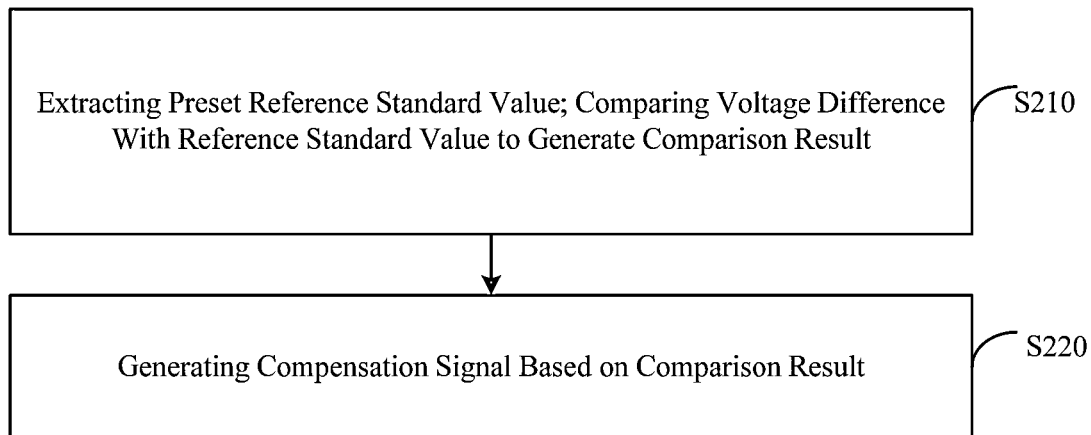 Extracting Preset Reference Standard Value; Comparing Voltage Difference
With Reference Standard Value to Generate Comparison Result
S210
Generating Compensation Signal Based on Comparison Result
S220